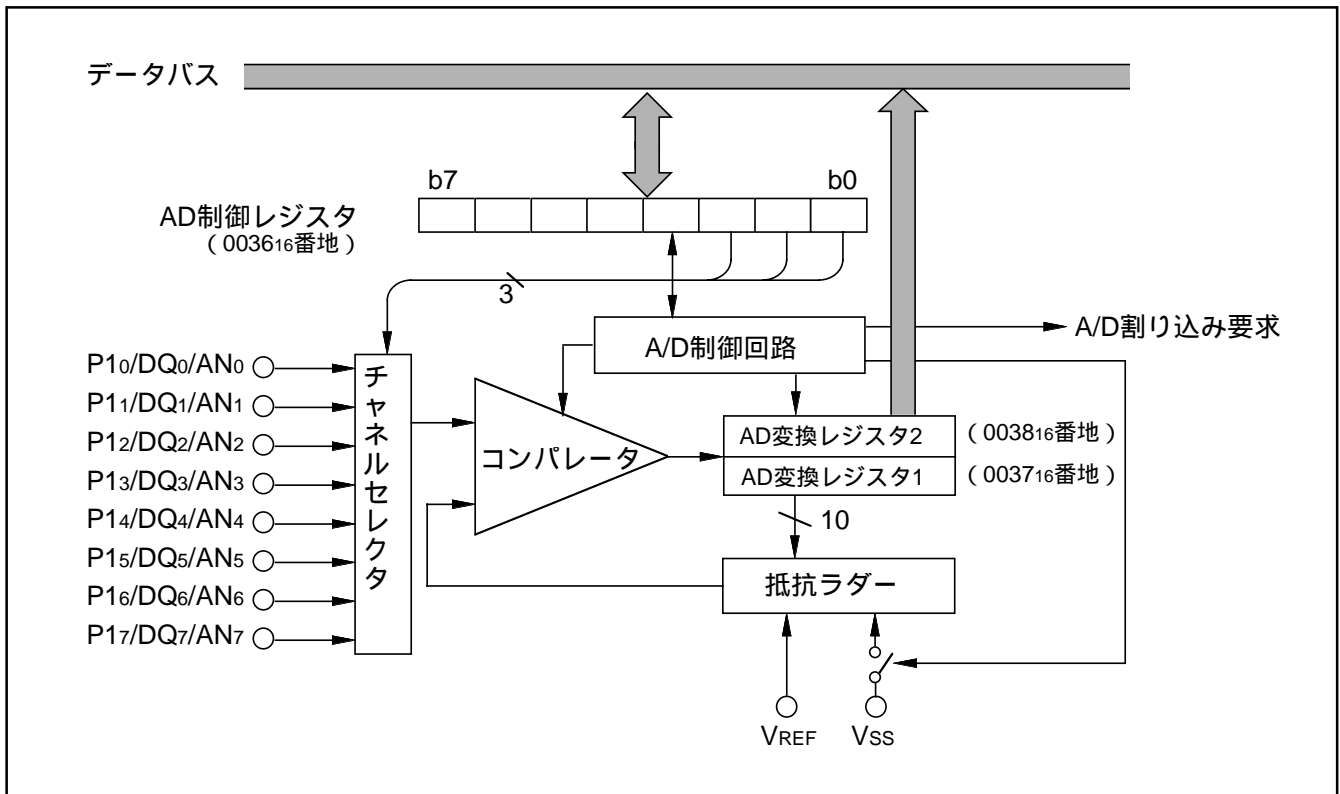 データバス
b7
b0
AD制御レジスタ
（003616番地）
3
A/D制御回路
A/D割り込み要求
P10/DQ0/AN0
P11/DQ1/AN1
P12/DQ2/AN2
P13/DQ3/AN3
P14/DQ4/AN4
P15/DQ5/AN5
P16/DQ6/AN6
P17/DQ7/AN7
チャネルセレクタ
コンパレータ
AD変換レジスタ2
（003816番地）
AD変換レジスタ1
（003716番地）
10
抵抗ラダー
VREF
VSS